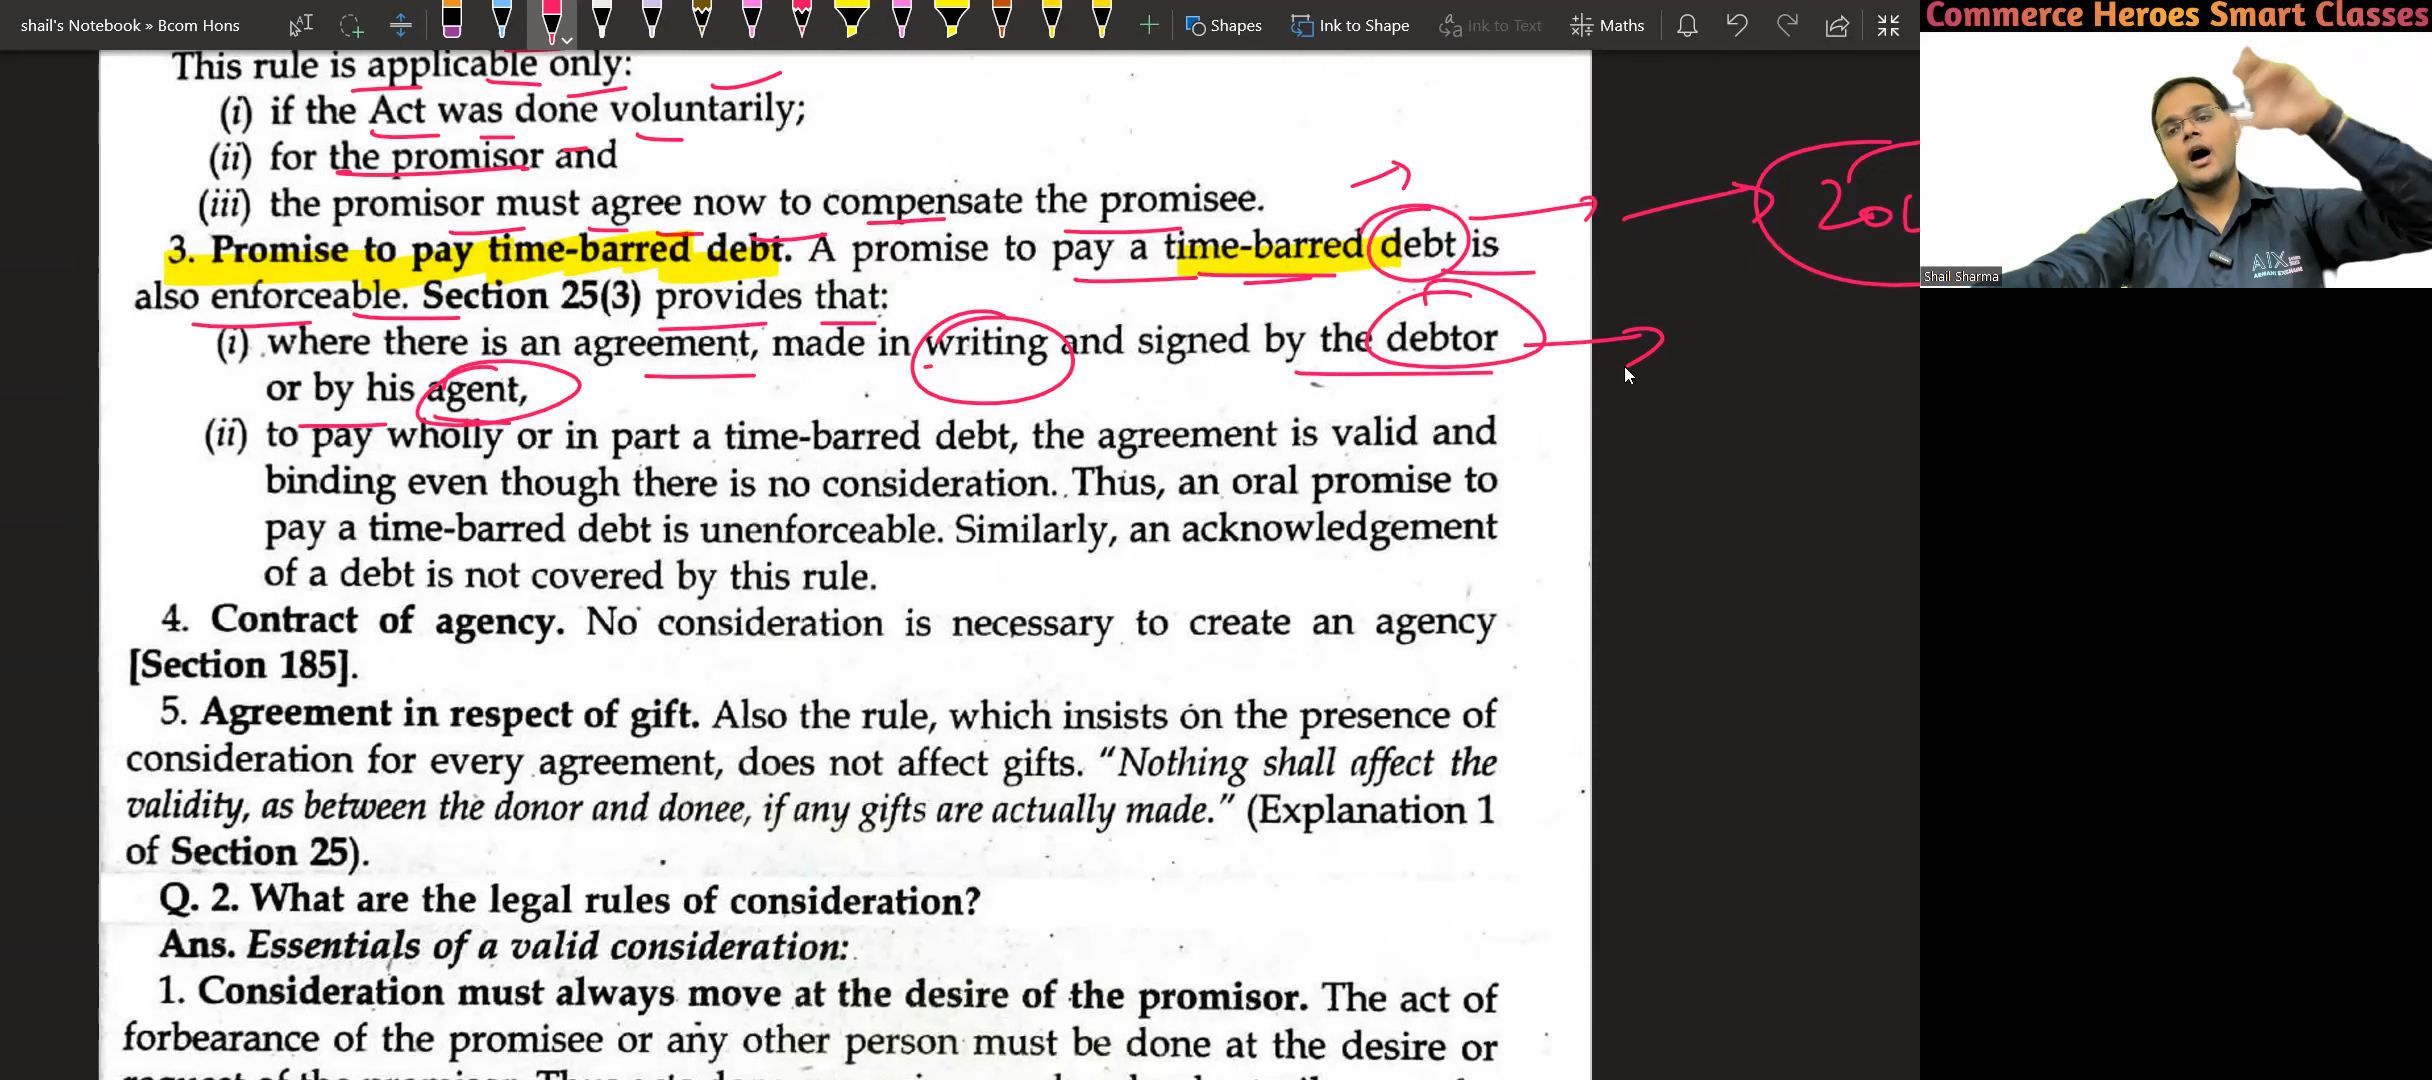 shail's Notebook » Bcom Hons
Shapes
Ink to Shape
Ink to Text
Maths
Commerce Heroes Smart Classes
This rule is applicable only:
(i) if the Act was done voluntarily;
(ii) for the promisor and
(iii) the promisor must agree now to compensate the promisee.
3. Promise to pay time-barred debt. A promise to pay a time-barred debt is
also enforceable. Section 25(3) provides that:
(i) where there is an agreement, made in writing and signed by the debtor
or by his agent,
(ii) to pay wholly or in part a time-barred debt, the agreement is valid and
binding even though there is no consideration. Thus, an oral promise to
pay a time-barred debt is unenforceable. Similarly, an acknowledgement
of a debt is not covered by this rule.
4. Contract of agency. No consideration is necessary to create an agency
[Section 185].
5. Agreement in respect of gift. Also the rule, which insists on the presence of
consideration for every agreement, does not affect gifts. "Nothing shall affect the
validity, as between the donor and donee, if any gifts are actually made." (Explanation 1
of Section 25).
Q. 2. What are the legal rules of consideration?
Ans. Essentials of a valid consideration:
1. Consideration must always move at the desire of the promisor. The act of
forbearance of the promisee or any other person must be done at the desire or
Shail Sharma
A|X
ARMANI EXCHANGE